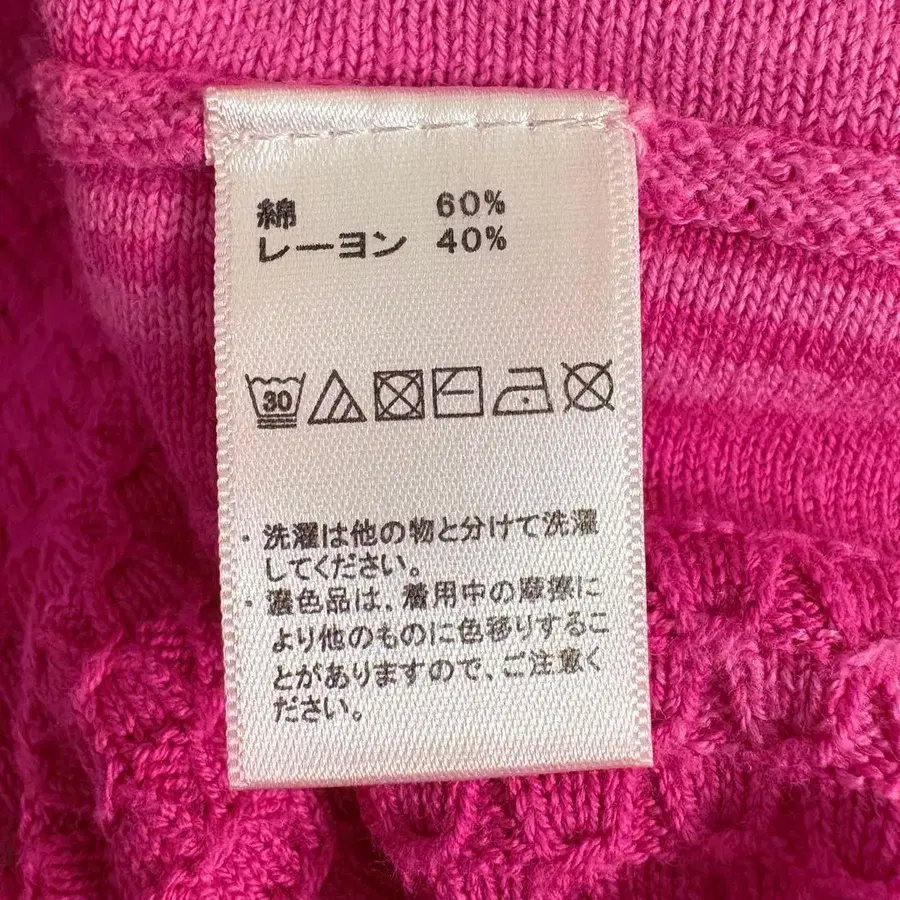 綿 60%
レーヨン 40%
30
・洗濯は他の物と分けて洗濯
してください。
・濃色品は、着用中の摩擦に
より他のものに色移りするこ
とがありますので、ご注意く
ださい。